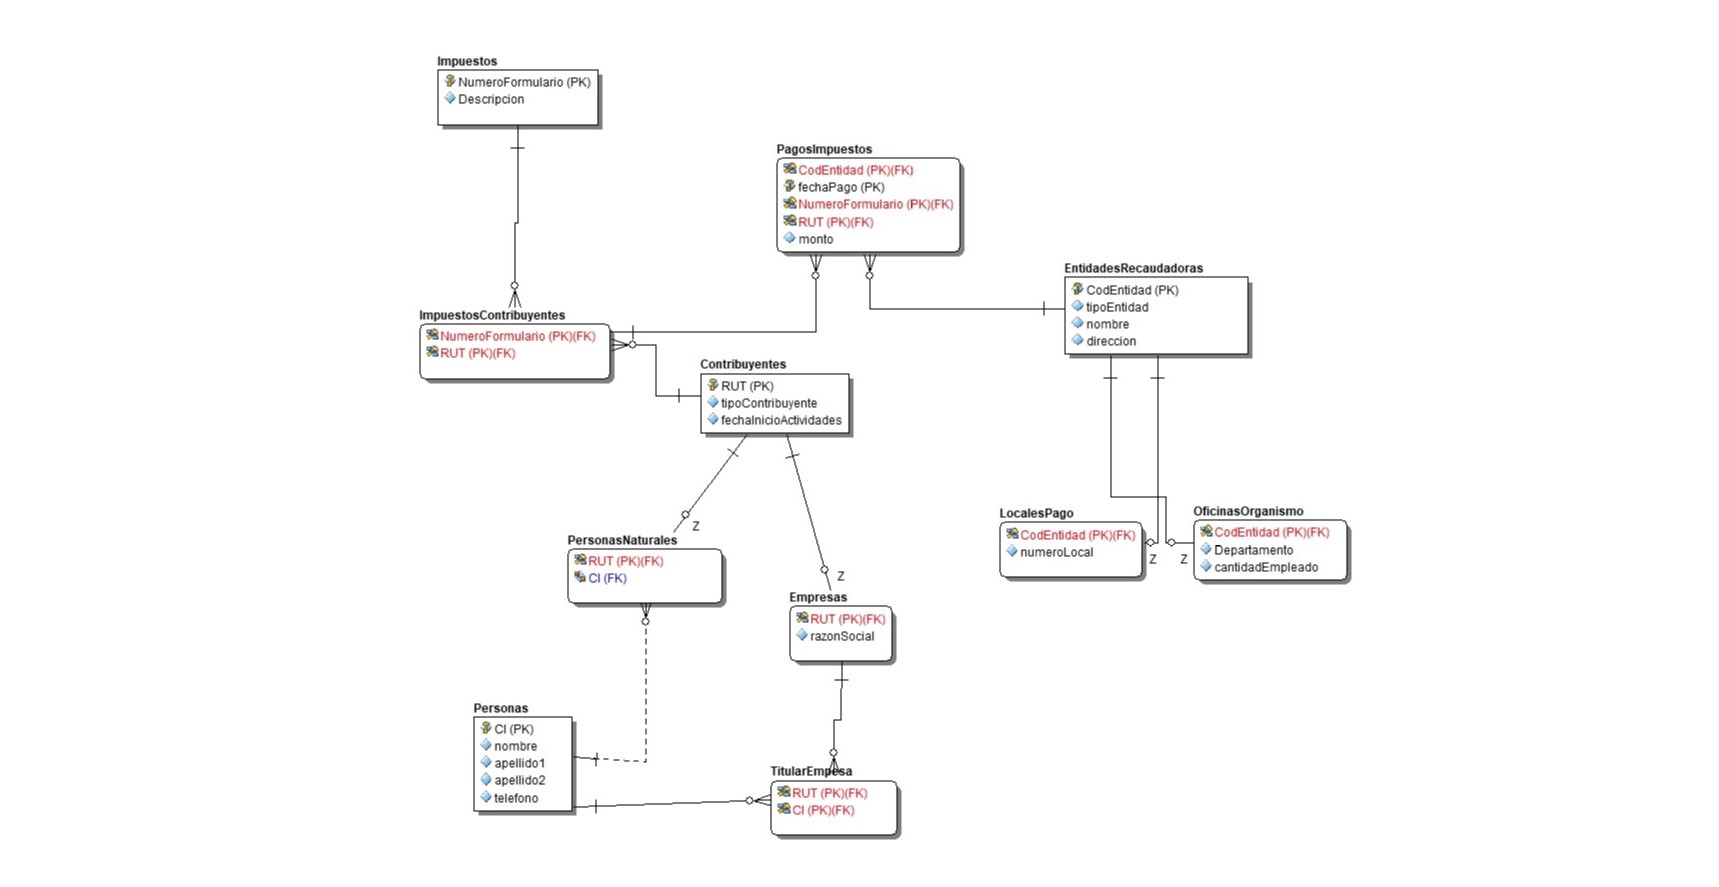 Impuestos
NumeroFormulario (PK)
Descripcion
PagosImpuestos
CodEntidad (PK)(FK)
fechaPago (PK)
NumeroFormulario (PK)(FK)
RUT (PK)(FK)
monto
EntidadesRecaudadoras
CodEntidad (PK)
tipoEntidad
nombre
direccion
ImpuestosContribuyentes
NumeroFormulario (PK)(FK)
RUT (PK)(FK)
Contribuyentes
RUT (PK)
tipoContribuyente
fechaInicioActividades
PersonasNaturales
RUT (PK)(FK)
CI (FK)
Z
Empresas
RUT (PK)(FK)
razonSocial
Z
LocalesPago
CodEntidad (PK)(FK)
numeroLocal
Z
OficinasOrganismo
CodEntidad (PK)(FK)
Departamento
cantidadEmpleado
Z
Personas
CI (PK)
nombre
apellido1
apellido2
telefono
TitularEmpesa
RUT (PK)(FK)
CI (PK)(FK)